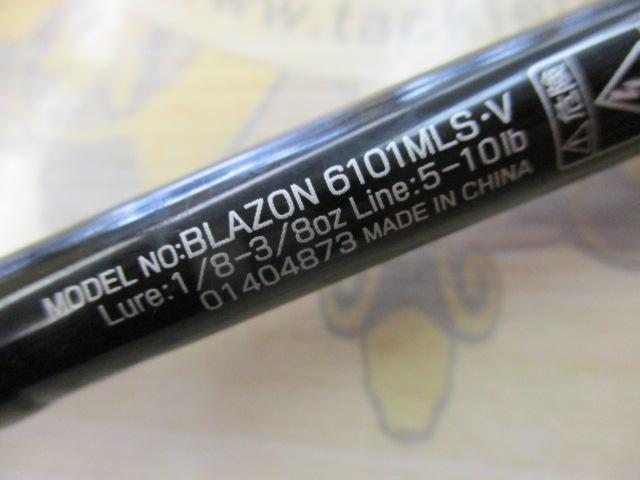 MODEL NO:BLAZON 6101MLS・V
Lure:1/8-3/8oz Line:5-10lb
01404873 MADE IN CHINA